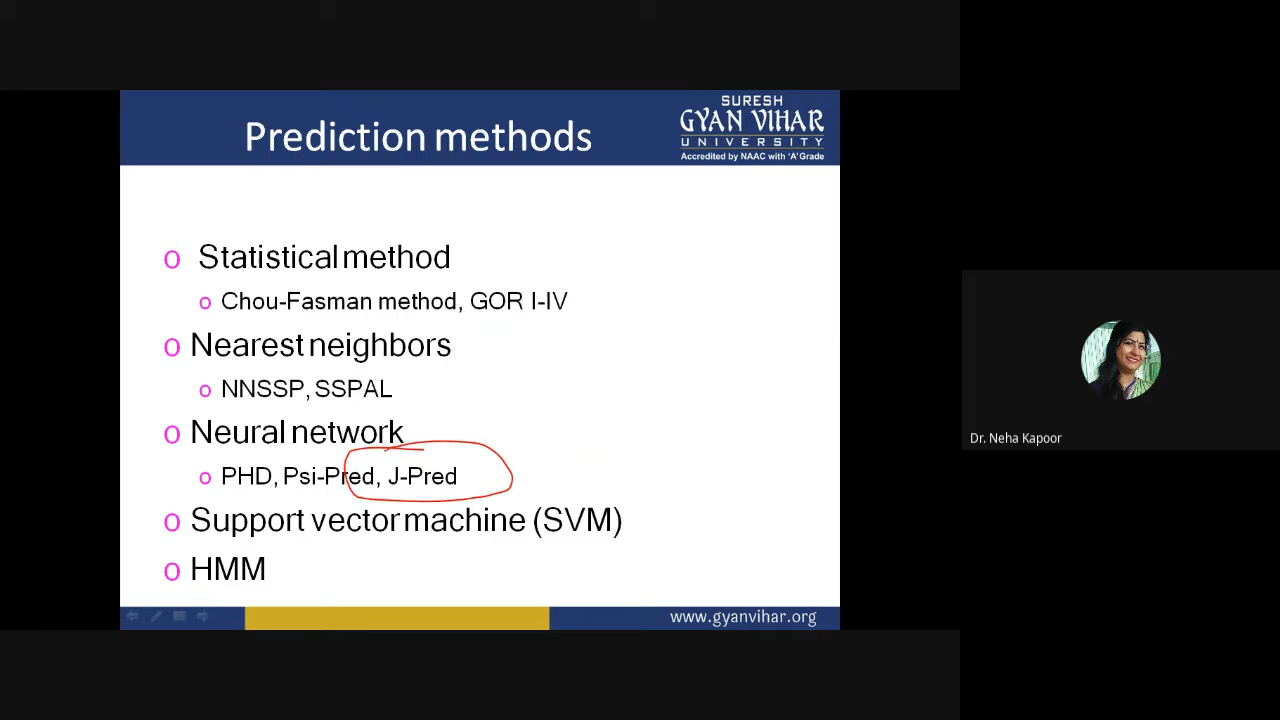 Prediction methods
SURESH
GYAN VIHAR
UNIVERSITY
Accredited by NAAC with 'A' Grade
o Statistical method
o Chou-Fasman method, GOR I-IV
o Nearest neighbors
o NNSSP, SSPAL
o Neural network
o PHD, Psi-Pred, J-Pred
o Support vector machine (SVM)
o HMM
www.gyanvihar.org
Dr. Neha Kapoor